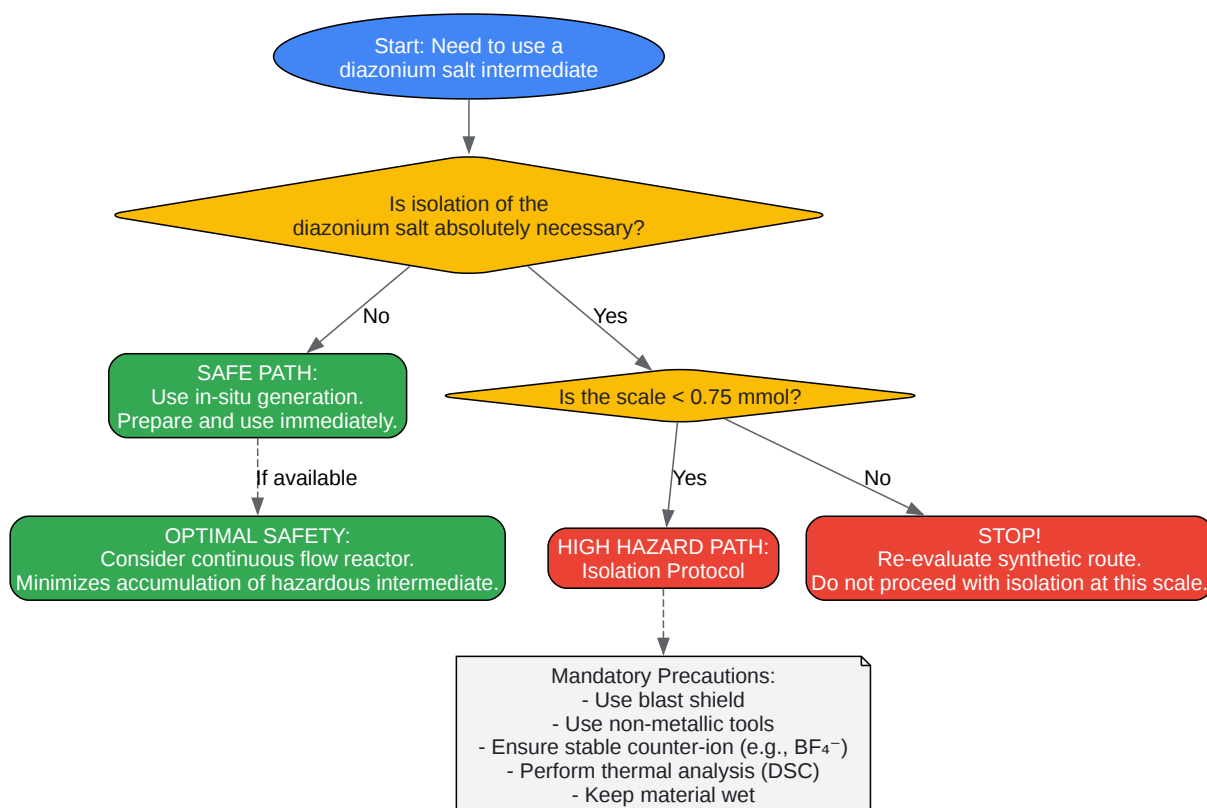 Start: Need to use a
diazonium salt intermediate
Is isolation of the
diazonium salt absolutely necessary?
No
Yes
SAFE PATH:
Use in-situ generation.
Prepare and use immediately.
Is the scale < 0.75 mmol?
If available
Yes
No
OPTIMAL SAFETY:
Consider continuous flow reactor.
Minimizes accumulation of hazardous intermediate.
HIGH HAZARD PATH:
Isolation Protocol
STOP!
Re-evaluate synthetic route.
Do not proceed with isolation at this scale.
Mandatory Precautions:
- Use blast shield
- Use non-metallic tools
- Ensure stable counter-ion (e.g., BF₄⁻)
- Perform thermal analysis (DSC)
- Keep material wet